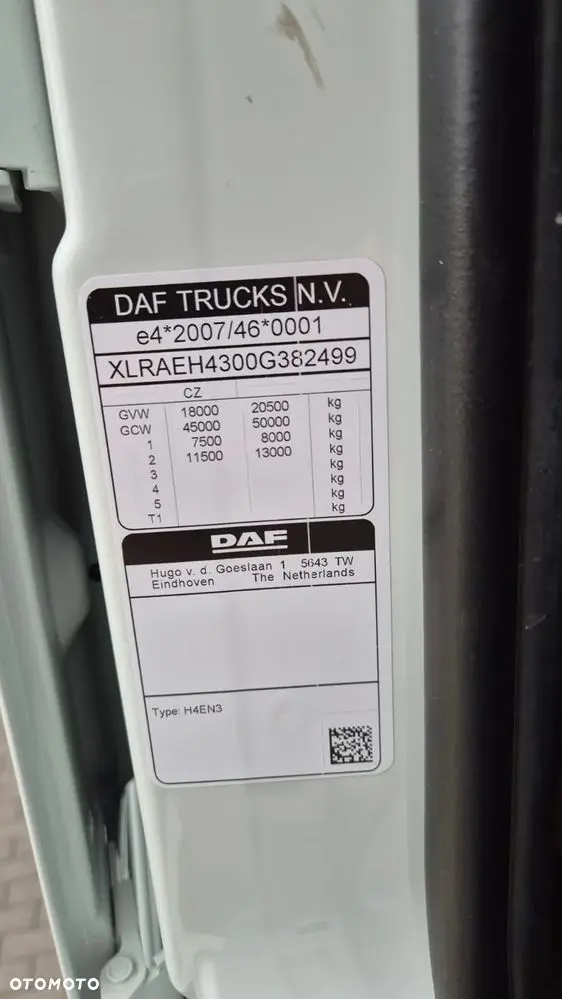 DAF TRUCKS N.V.
e4*2007/46*0001
XLRAEH4300G382499
CZ
GVW 18000 20500 kg
GCW 45000 50000 kg
1 7500 8000 kg
2 11500 13000 kg
3 kg
4 kg
5 kg
T1 kg
DAF
Hugo v. d. Goeslaan 1 5643 TW
Eindhoven The Netherlands
Type: H4EN3
OTOMOTO